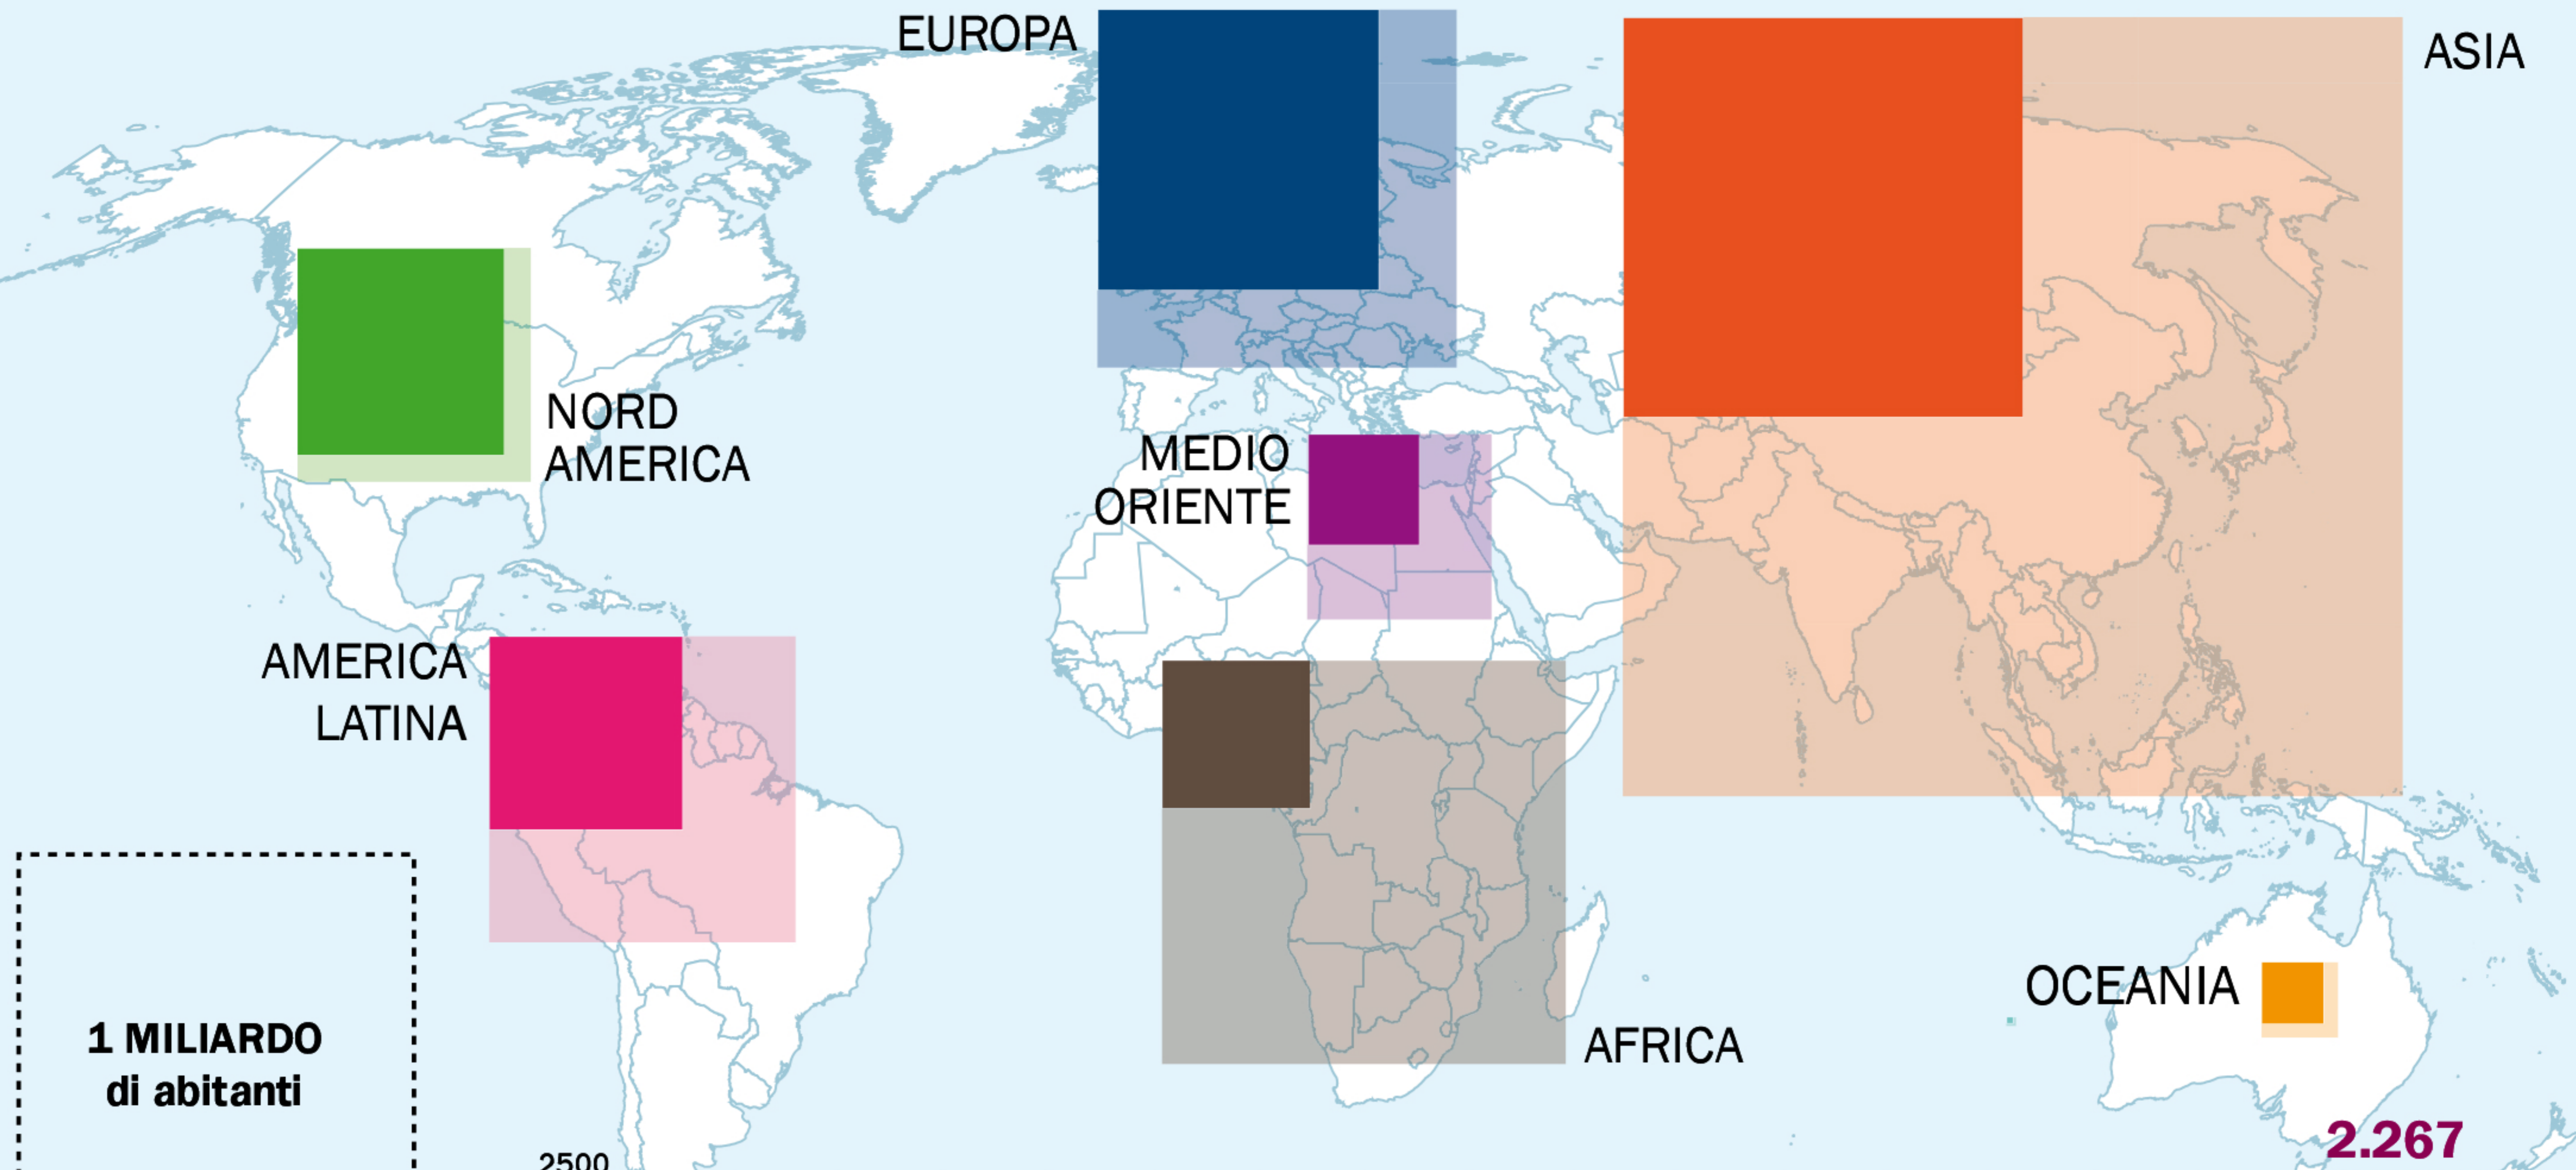 EUROPA
ASIA
NORD
AMERICA
MEDIO
ORIENTE
AMERICA
LATINA
OCEANIA
AFRICA
1 MILIARDO
di abitanti
2.267
2500